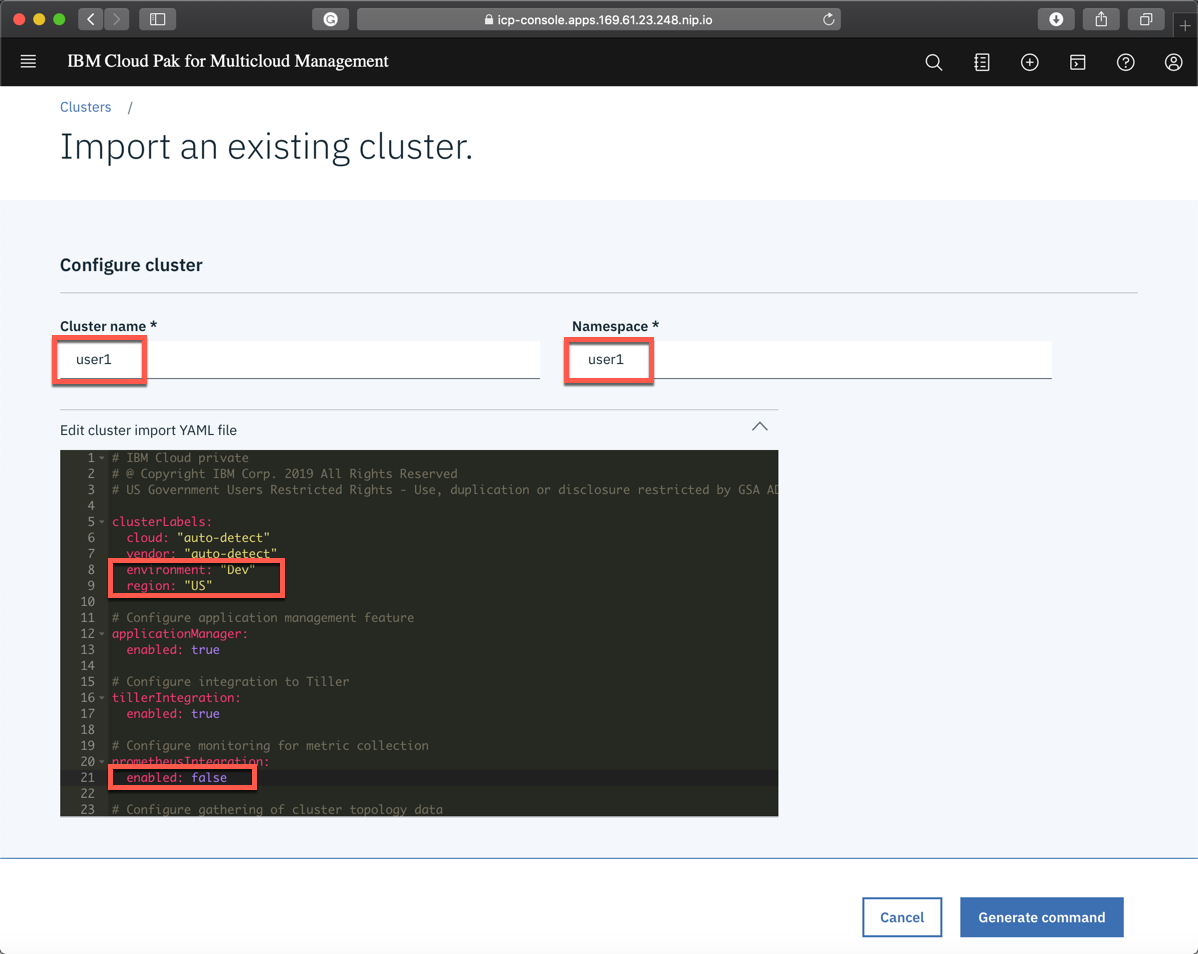 icp-console.apps.169.61.23.248.nip.io
IBM Cloud Pak for Multicloud Management
Clusters /
Import an existing cluster.
Configure cluster
Cluster name *
Namespace *
user1
user1
Edit cluster import YAML file
1 # IBM Cloud private
2 # @ Copyright IBM Corp. 2019 All Rights Reserved
3 # US Government Users Restricted Rights - Use, duplication or disclosure restricted by GSA AD
4
5 clusterLabels:
6 cloud: "auto-detect"
7 vendor: "auto-detect"
8 environment: "Dev"
9 region: "US"
10
11 # Configure application management feature
12 applicationManager:
13 enabled: true
14
15 # Configure integration to Tiller
16 tillerIntegration:
17 enabled: true
18
19 # Configure monitoring for metric collection
20 prometheusIntegration:
21 enabled: false
22
23 # Configure gathering of cluster topology data
Cancel
Generate command